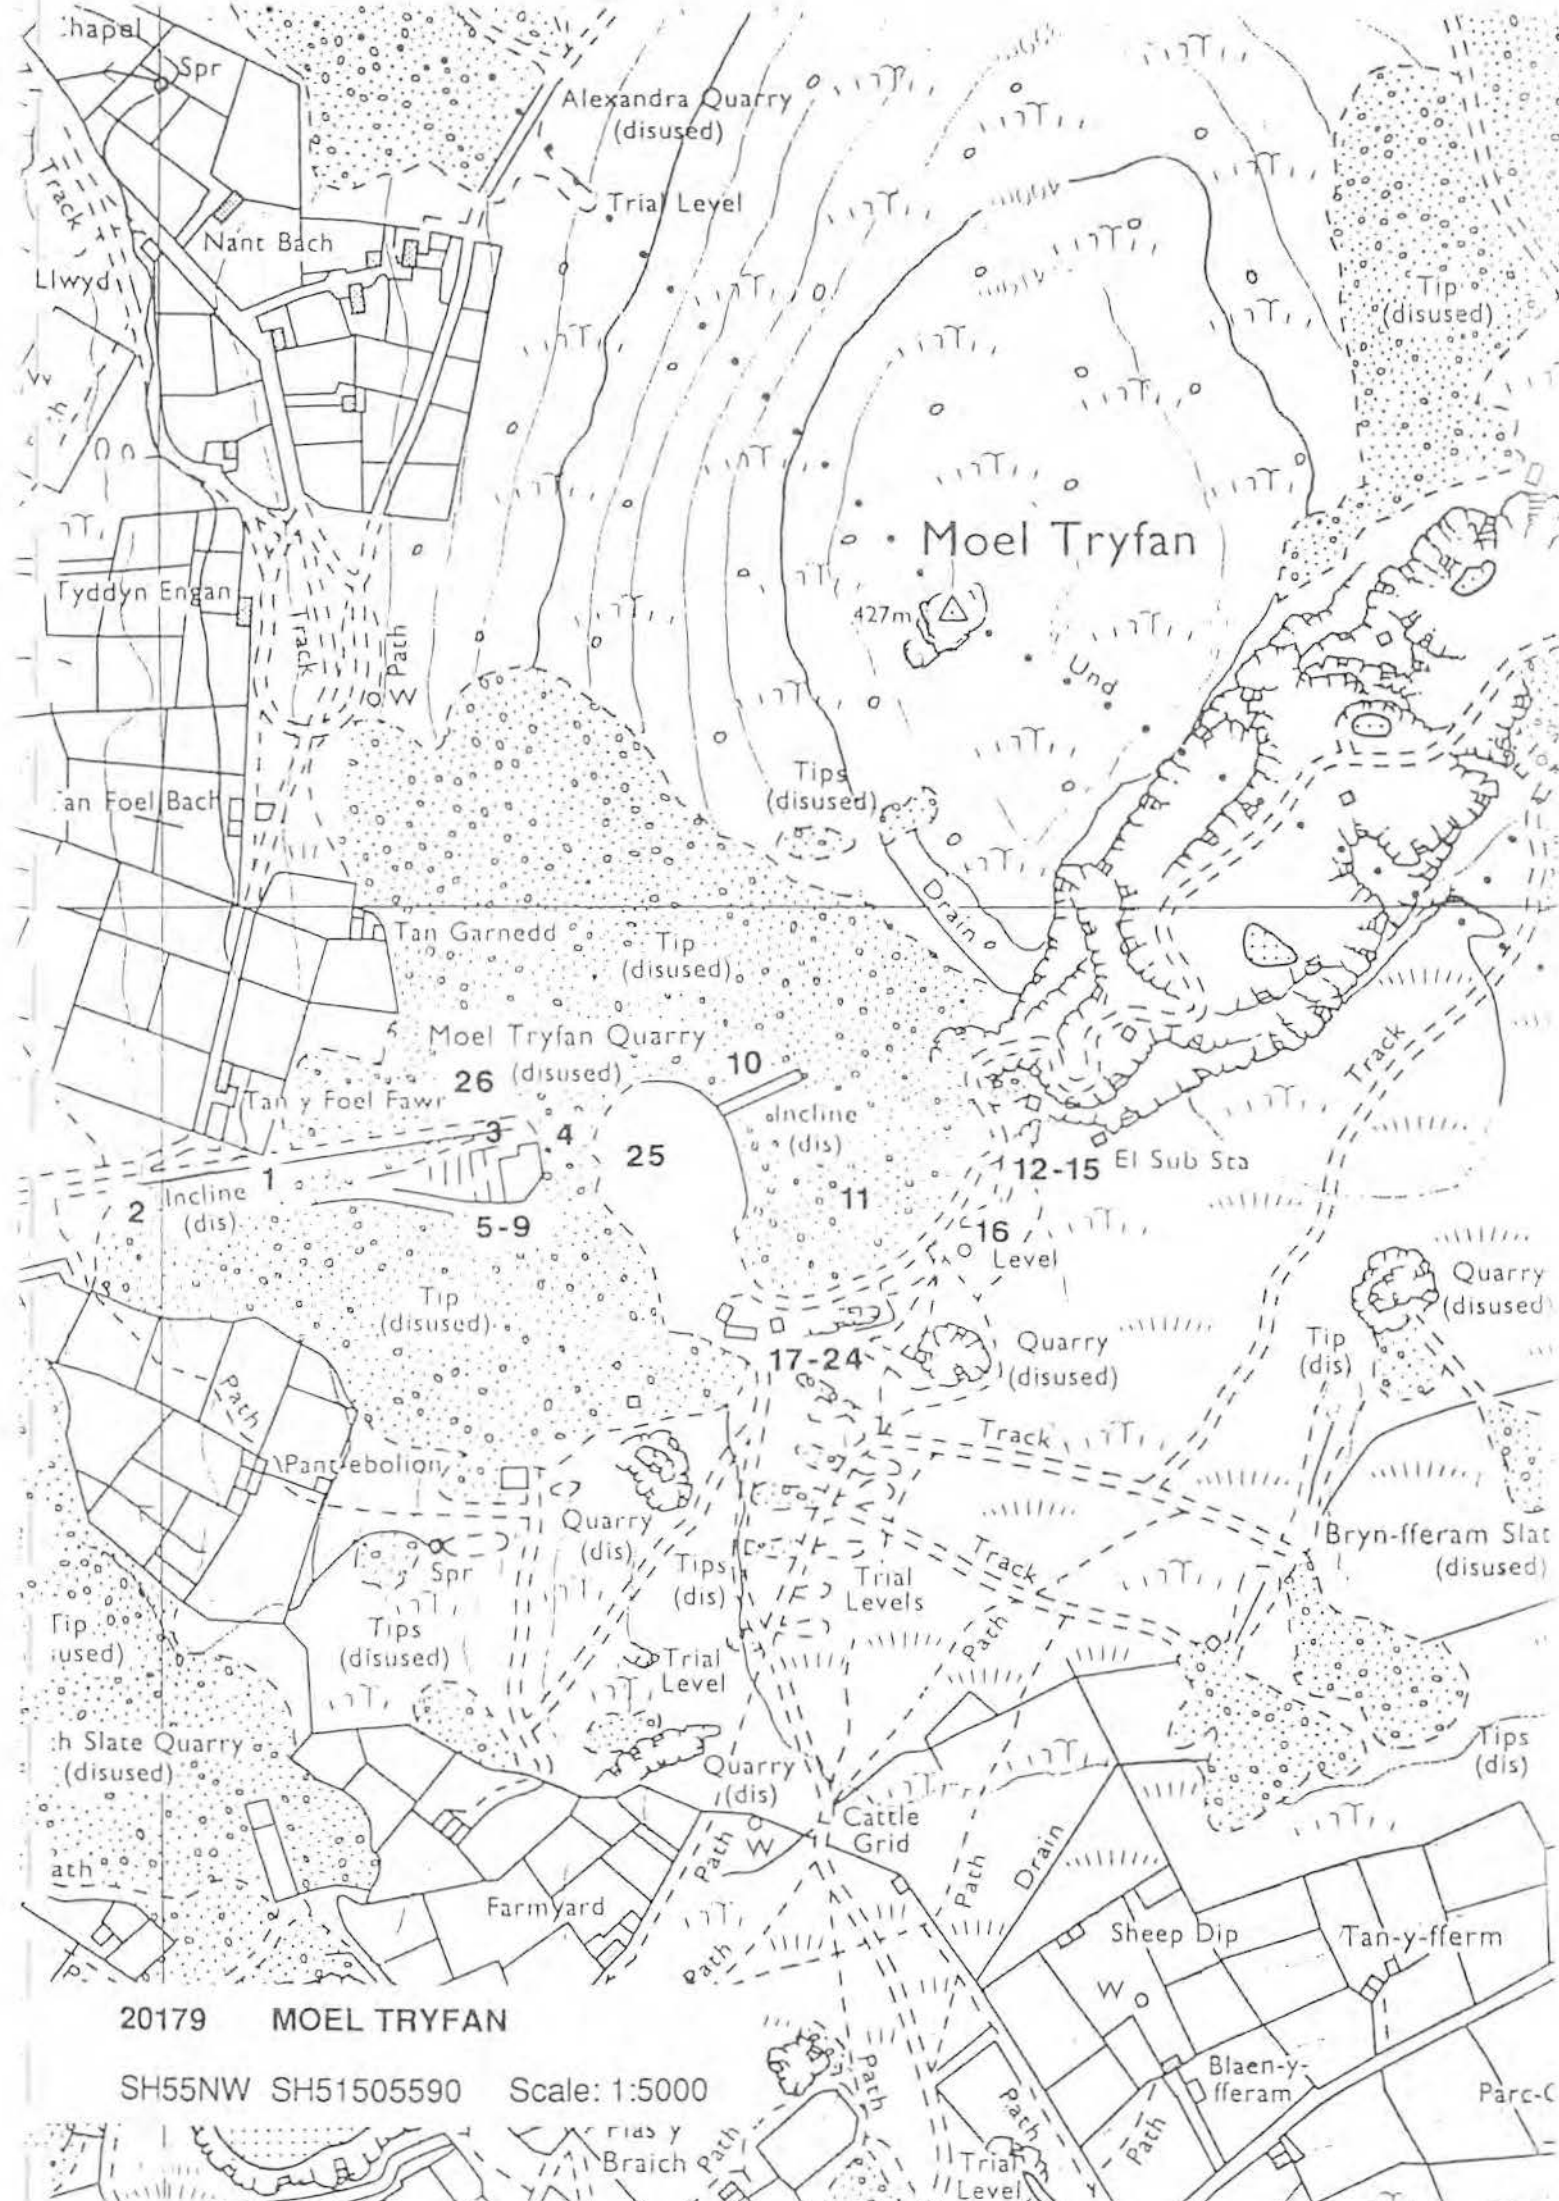 :hapel
Spr
Alexandra Quarry
(disused)
Track
Trial Level
Nant Bach
Llwyd
Tip
(disused)
Moel Tryfan
427m
Tyddyn Engan
Track
Path
W
Und
Tips
(disused)
an Foel Bach
Drain
Tan Garnedd
Tip
(disused)
Moel Tryfan Quarry
(disused)
26
10
Track
Tan y Foel Fawr
Incline
(dis)
3
4
25
12-15
El Sub Sta
1
Incline
(dis)
2
11
5-9
16
Level
Quarry
(disused)
Tip
(disused)
Quarry
(disused)
Tip
(dis)
17-24
Path
Track
Pant-ebolion
Quarry
(dis)
Bryn-fferam Slat
(disused)
Track
Spr
Tips
(dis)
Trial
Levels
Tip
iused)
Tips
(disused)
Path
Trial
Level
:h Slate Quarry
(disused)
Tips
(dis)
Quarry
(dis)
Cattle
Grid
W
Path
Path
Drain
ath
Farmyard
Sheep Dip
Tan-y-fferm
Path
W
20179 MOEL TRYFAN
SH55NW SH51505590 Scale: 1:5000
Path
Path
Blaen-y-
fferam
Parc-C
Path
Plas y
Braich
Path
Trial
Level